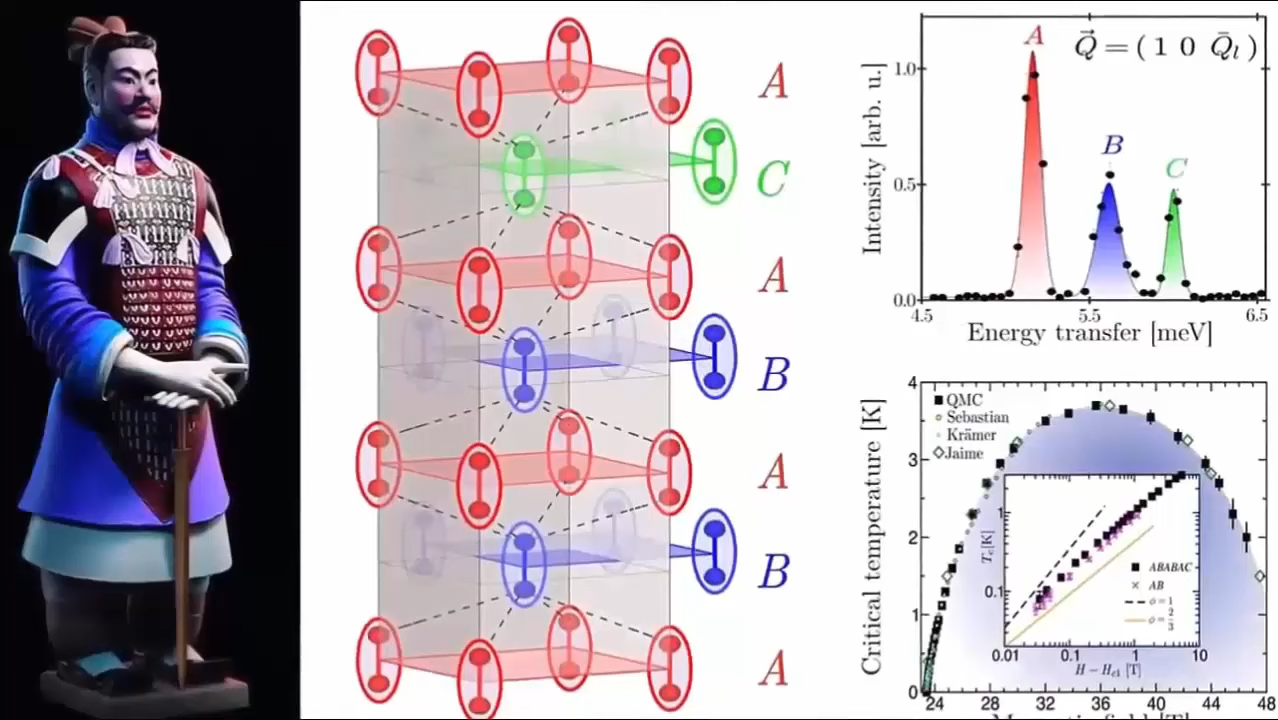 A
C
A
B
A
B
A
A
B
C
Q⃗ = ( 1 0 Q̄l )
Intensity [arb. u.]
1.0
0.5
0.0
4.5 5.5 6.5
Energy transfer [meV]
Critical temperature [K]
4
3
2
1
0
QMC
Sebastian
Krämer
Jaime
Tc [K]
1
0.1
ABABAC
AB
ϕ = 1
ϕ = 2/3
0.01 0.1 1 10
H − Hc1 [T]
24 28 32 36 40 44 48